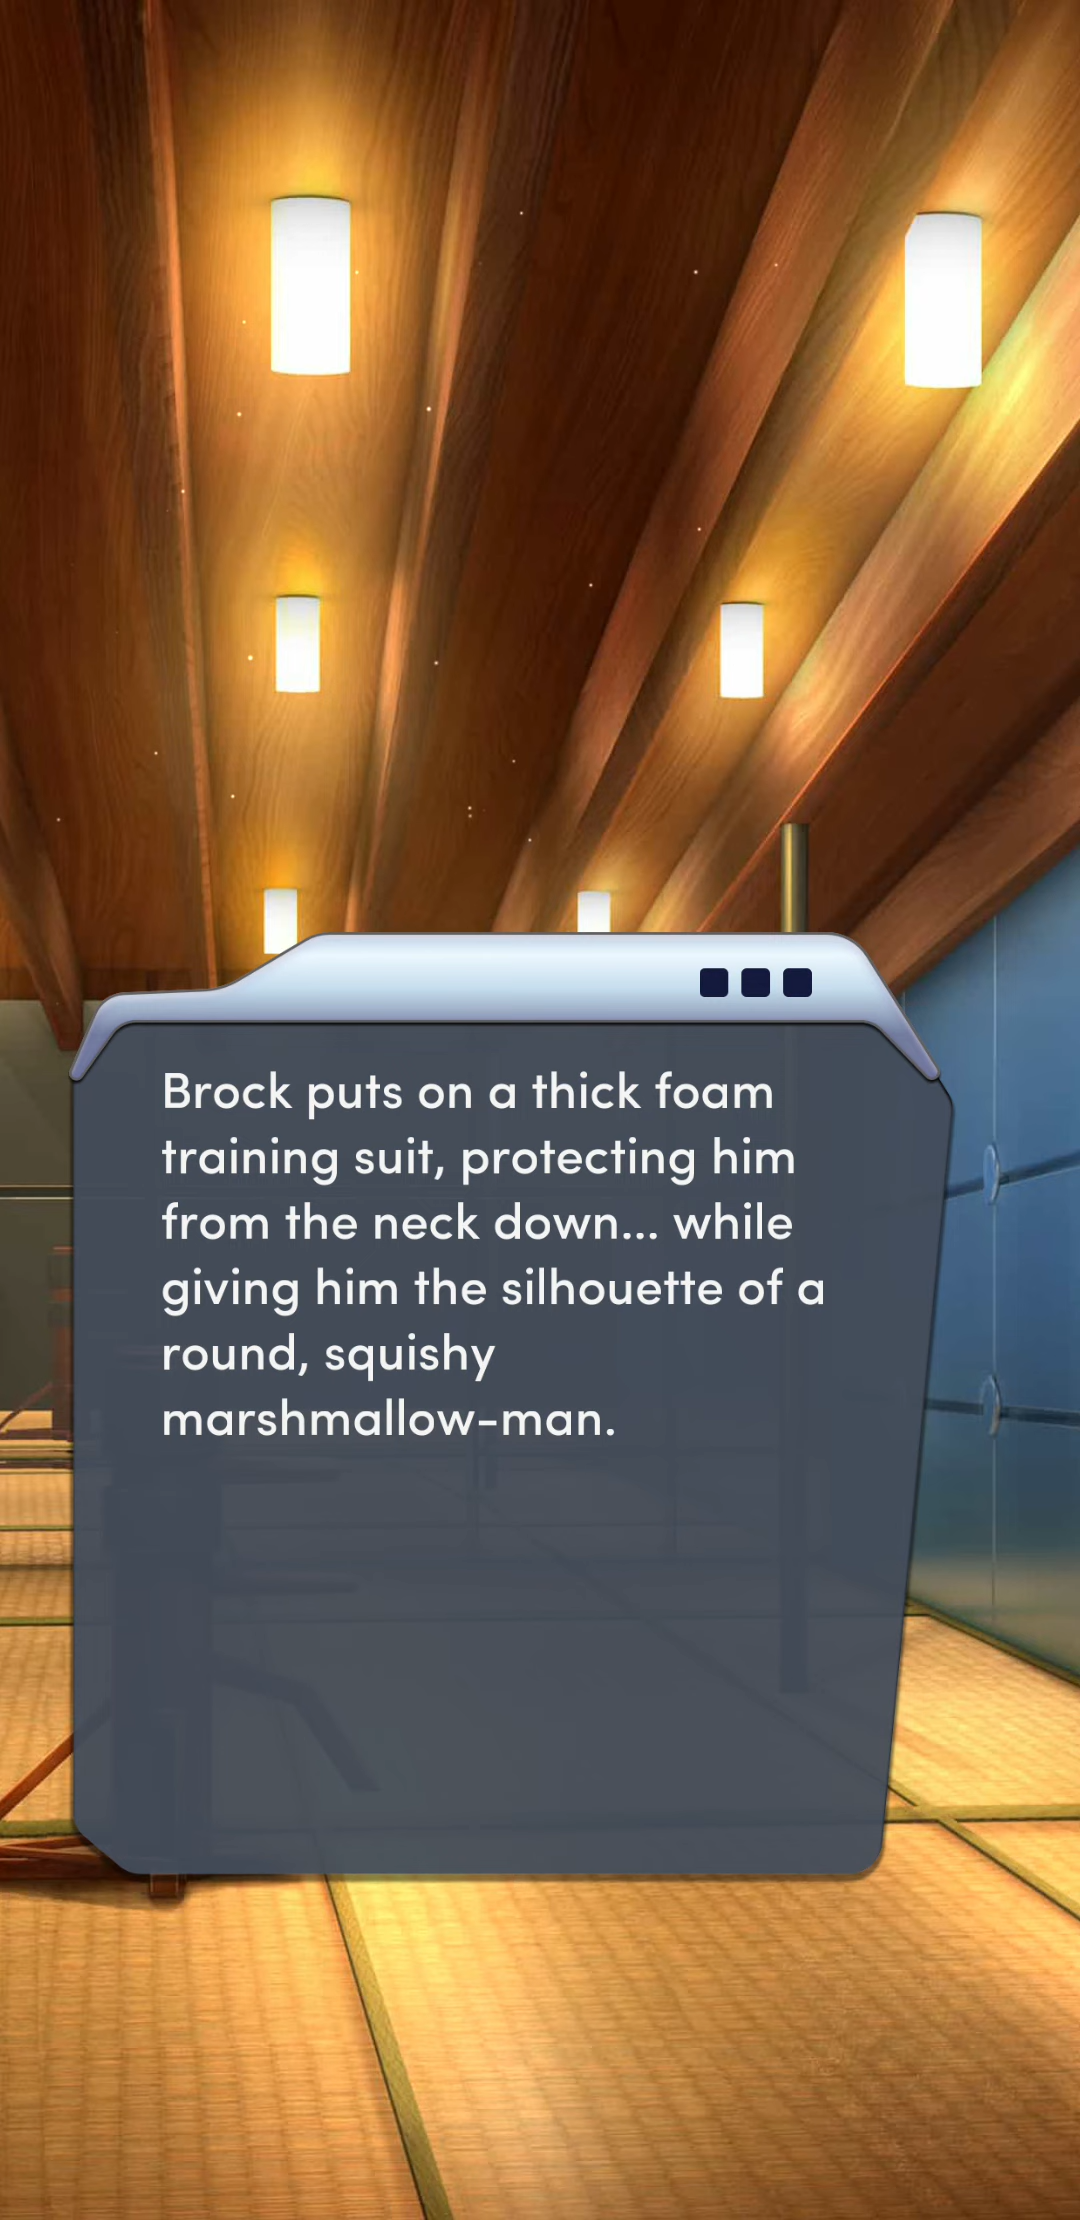 Brock puts on a thick foam
training suit, protecting him
from the neck down... while
giving him the silhouette of a
round, squishy
marshmallow-man.